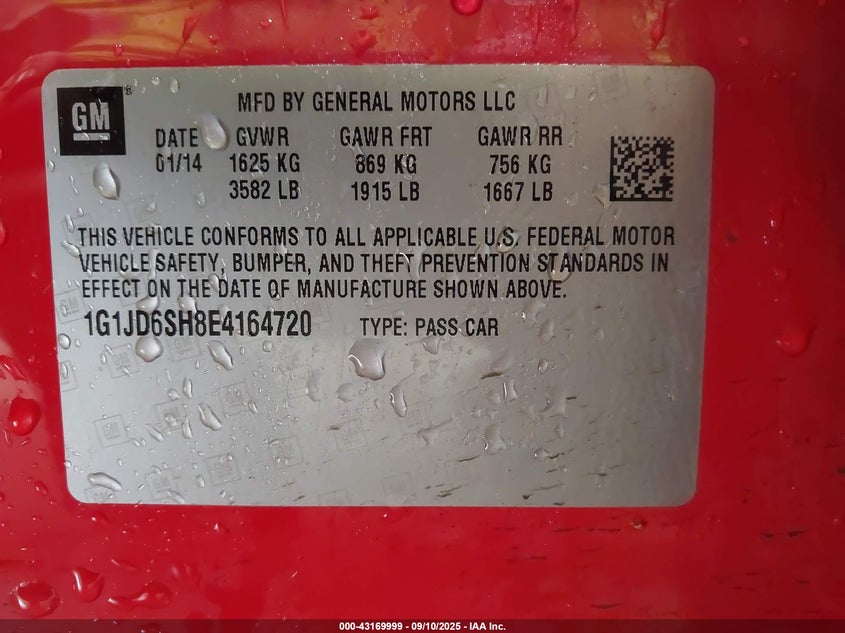 GM
®
MFD BY GENERAL MOTORS LLC
DATE GVWR GAWR FRT GAWR RR
01/14 1625 KG 869 KG 756 KG
3582 LB 1915 LB 1667 LB
THIS VEHICLE CONFORMS TO ALL APPLICABLE U.S. FEDERAL MOTOR
VEHICLE SAFETY, BUMPER, AND THEFT PREVENTION STANDARDS IN
EFFECT ON THE DATE OF MANUFACTURE SHOWN ABOVE.
1G1JD6SH8E4164720 TYPE: PASS CAR
000-43169999 - 09/10/2025 - IAA Inc.